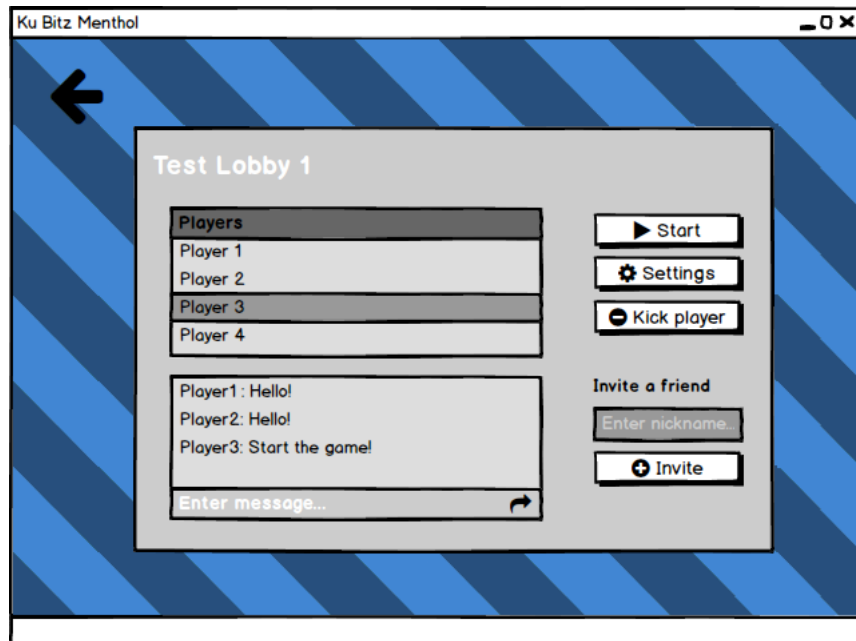 Ku Bitz Menthol
Test Lobby 1
Players
Player 1
Player 2
Player 3
Player 4
Player1: Hello!
Player2: Hello!
Player3: Start the game!
Enter message...
Start
Settings
Kick player
Invite a friend
Enter nickname...
Invite